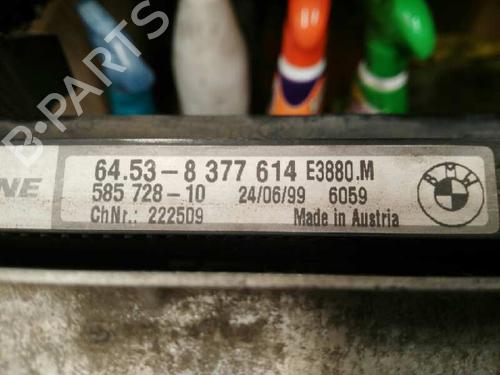 B-PARTS
NE
64.53-8 377 614 E3880.M
585 728-10 24/06/99 6059
ChNr.: 222509 Made in Austria
BMW